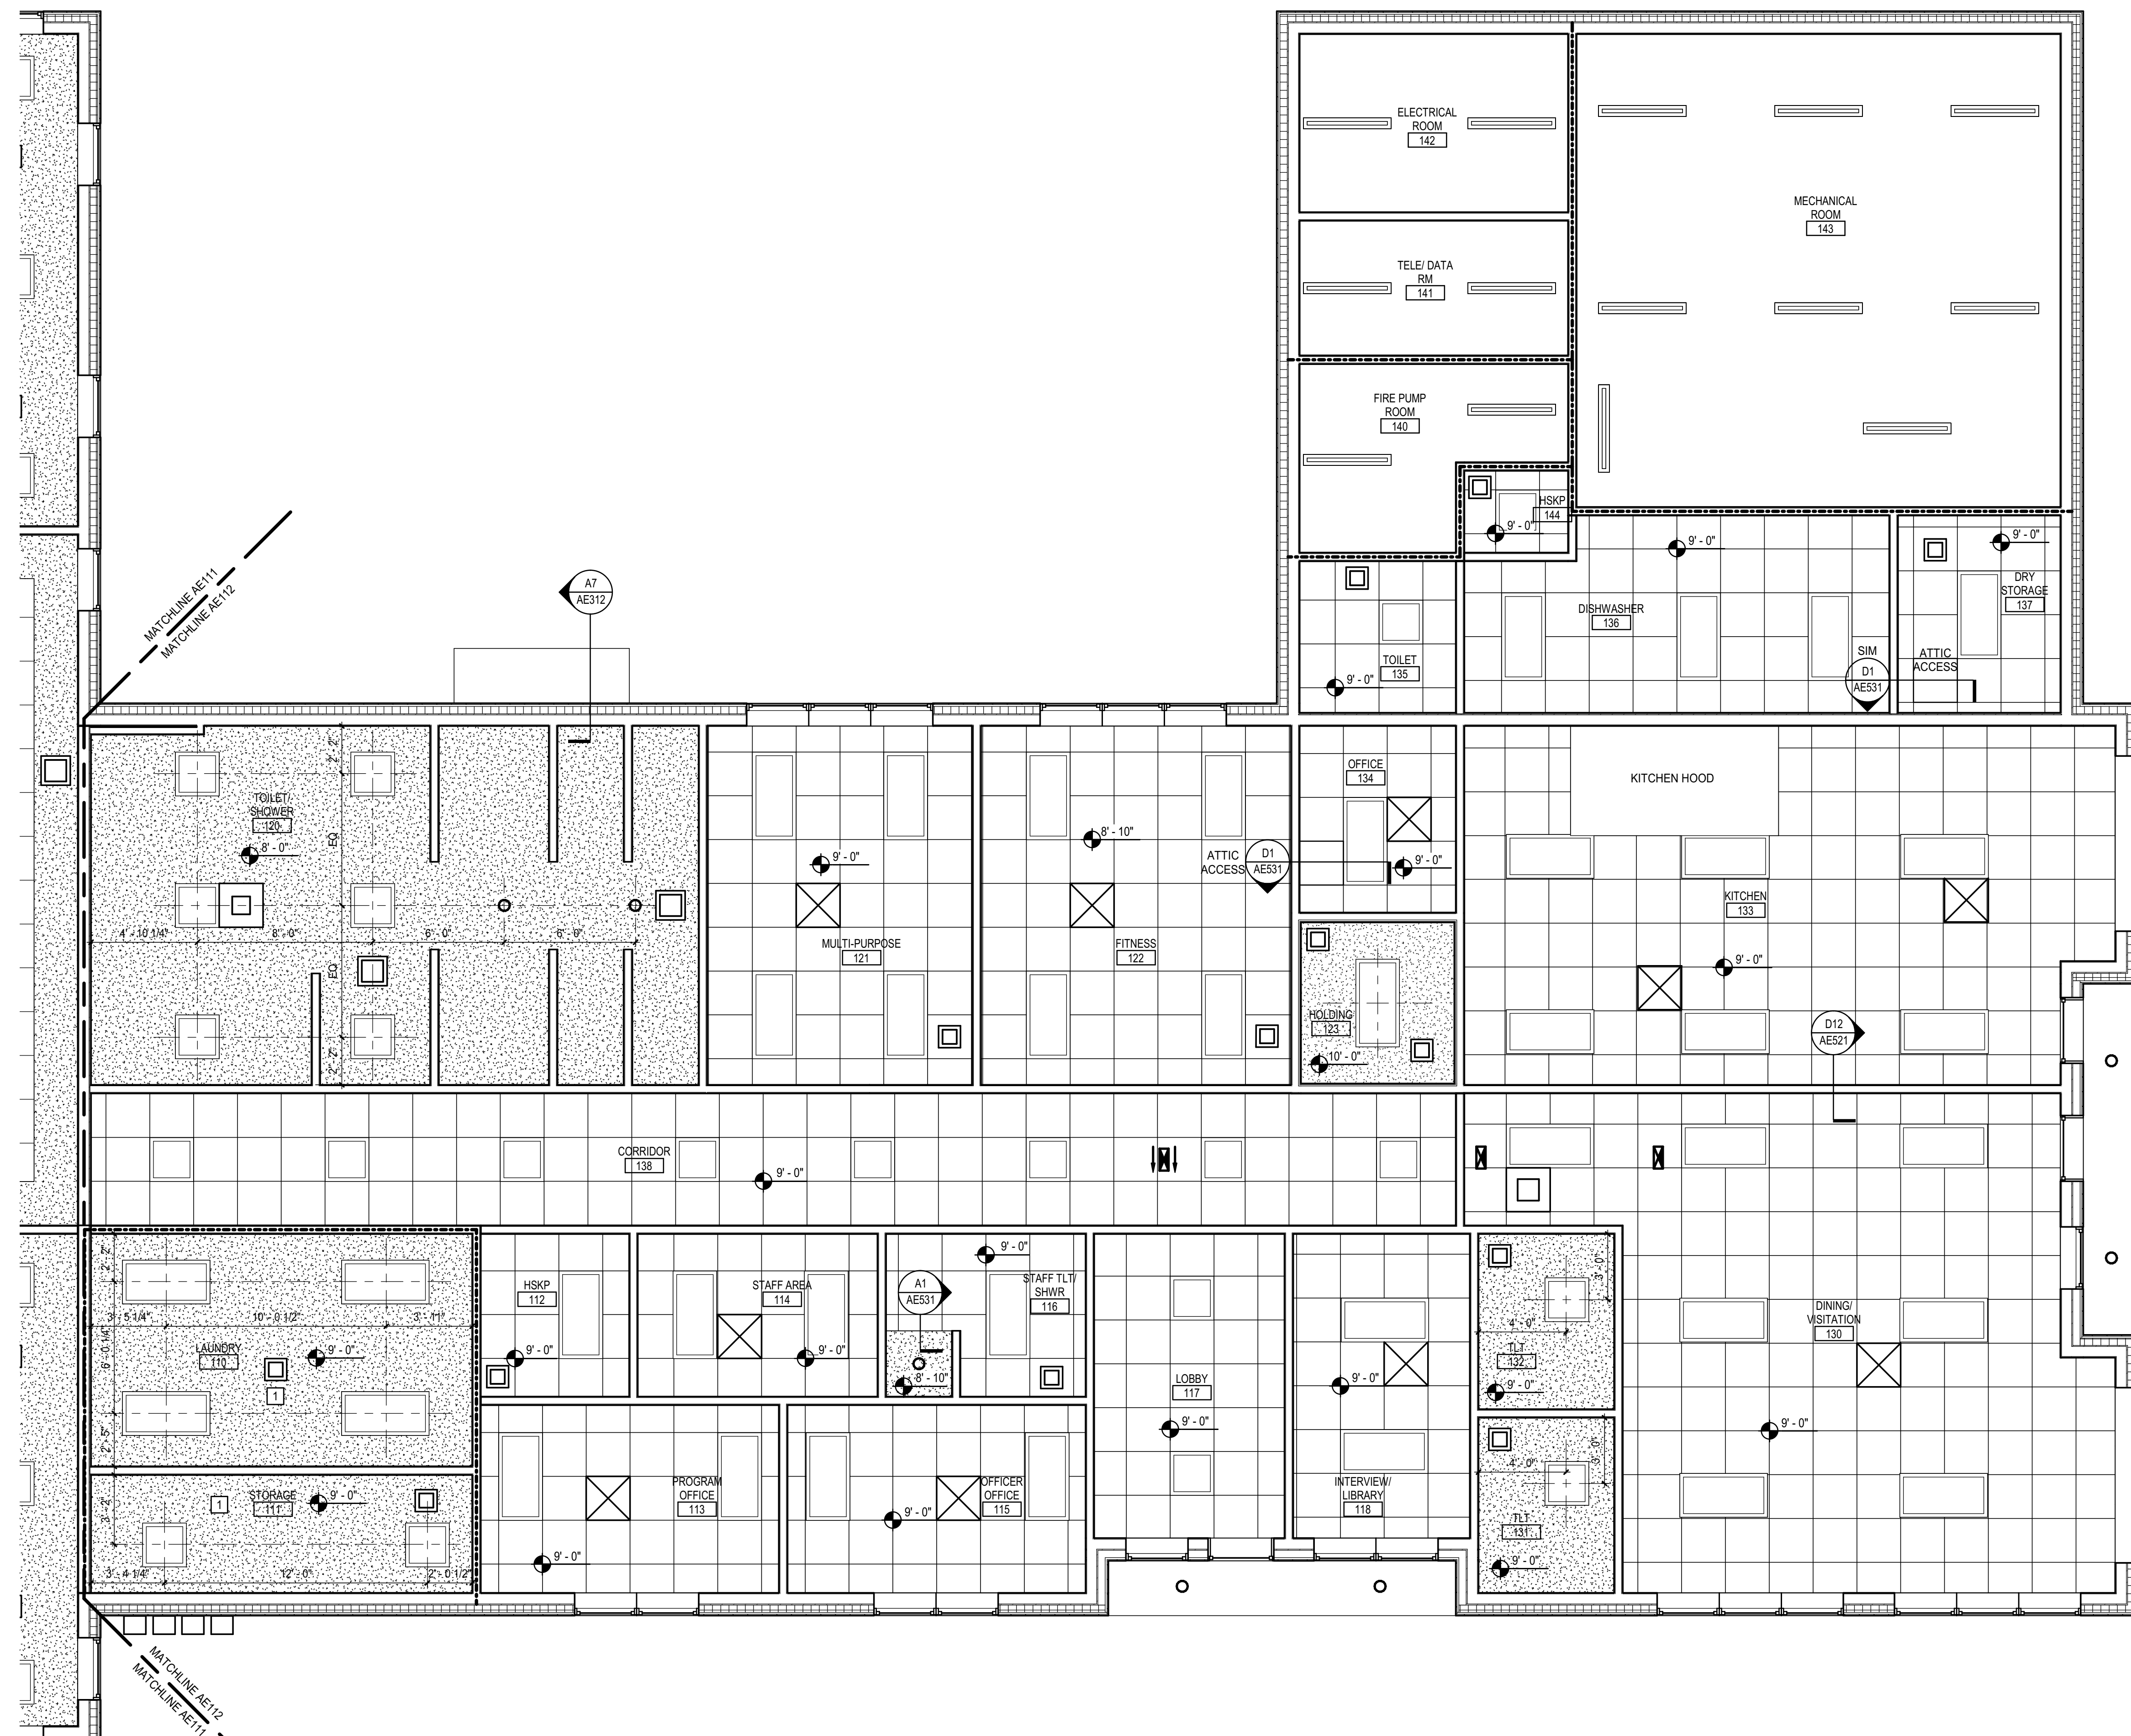 ELECTRICAL
ROOM
142
MECHANICAL
ROOM
143
TELE/ DATA
RM
141
FIRE PUMP
ROOM
140
HSKP
144
9' - 0"
9' - 0"
9' - 0"
DRY
STORAGE
137
DISHWASHER
136
MATCHLINE AE111
MATCHLINE AE112
A7
AE312
TOILET
135
9' - 0"
SIM
D1
AE531
ATTIC
ACCESS
2' - 2"
TOILET/
SHOWER
120
8' - 0"
EQ
4' - 10 1/4"
8' - 0"
6' - 0"
6' - 0"
EQ
2' - 2"
9' - 0"
MULTI-PURPOSE
121
8' - 10"
FITNESS
122
ATTIC
ACCESS
D1
AE531
OFFICE
134
9' - 0"
KITCHEN HOOD
KITCHEN
133
9' - 0"
HOLDING
123
10' - 0"
D12
AE521
CORRIDOR
138
9' - 0"
2' - 2"
3' - 5 1/4"
10' - 0 1/2"
3' - 11"
6' - 0 1/4"
LAUNDRY
110
9' - 0"
1
2' - 5"
HSKP
112
9' - 0"
STAFF AREA
114
9' - 0"
9' - 0"
A1
AE531
STAFF TLT/
SHWR
116
8' - 10"
LOBBY
117
9' - 0"
9' - 0"
INTERVIEW/
LIBRARY
118
3' - 0"
4' - 0"
TLT
132
9' - 0"
3' - 0"
4' - 0"
TLT
131
9' - 0"
DINING/
VISITATION
130
9' - 0"
STORAGE
111
1
9' - 0"
3' - 2"
3' - 4 1/4"
12' - 0"
2' - 0 1/2"
PROGRAM
OFFICE
113
9' - 0"
OFFICER
OFFICE
115
9' - 0"
MATCHLINE AE112
MATCHLINE AE111